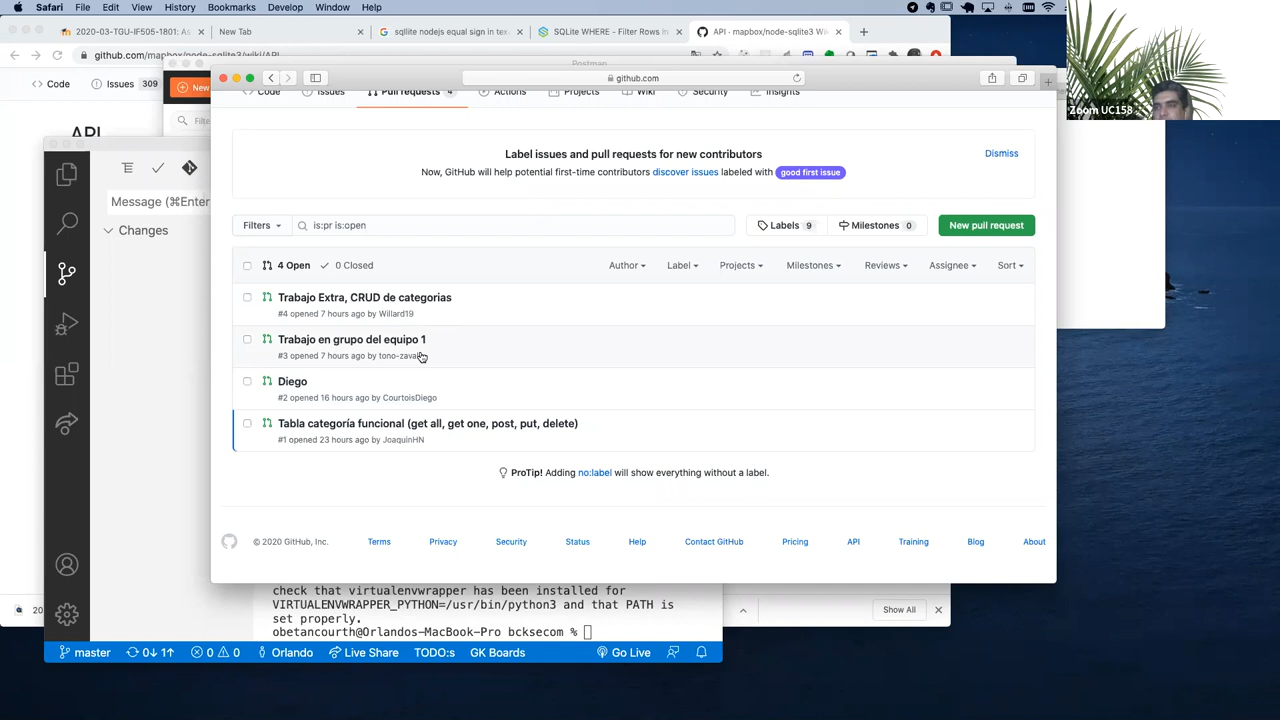 Safari File Edit View History Bookmarks Develop Window Help
2020-03-TGU-IF505-1801: As
New Tab
sqllite nodejs equal sign in tex
SQLite WHERE - Filter Rows in
API · mapbox/node-sqlite3 Wi
github.com/mapbox/node-sqlite3/wiki/API
Postman
github.com
Code
Issues 309
New
Code Issues Pull requests 4 Actions Projects Wiki Security Insights
Zoom UC158
Filte
API
Label issues and pull requests for new contributors
Dismiss
Now, GitHub will help potential first-time contributors discover issues labeled with good first issue
Message (⌘Enter
Changes
Filters
is:pr is:open
Labels 9
Milestones 0
New pull request
4 Open 0 Closed
Author Label Projects Milestones Reviews Assignee Sort
Trabajo Extra, CRUD de categorias
#4 opened 7 hours ago by Willard19
Trabajo en grupo del equipo 1
#3 opened 7 hours ago by tono-zava
Diego
#2 opened 16 hours ago by CourtoisDiego
Tabla categoría funcional (get all, get one, post, put, delete)
#1 opened 23 hours ago by JoaquinHN
ProTip! Adding no:label will show everything without a label.
© 2020 GitHub, Inc. Terms Privacy Security Status Help Contact GitHub Pricing API Training Blog About
check that virtualenvwrapper has been installed for
VIRTUALENVWRAPPER_PYTHON=/usr/bin/python3 and that PATH is
set properly.
obetancourth@Orlandos-MacBook-Pro bcksecom %
20
Show All
master 0↓ 1↑ 0 0 Orlando Live Share TODO:s GK Boards Go Live